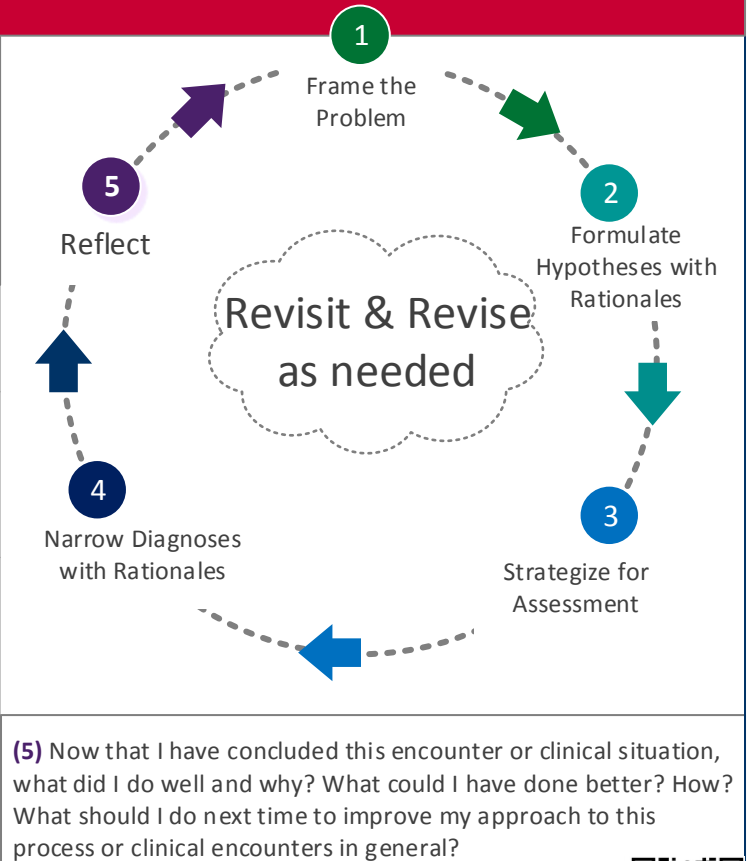 1
Frame the
Problem
2
Formulate
Hypotheses with
Rationales
3
Strategize for
Assessment
4
Narrow Diagnoses
with Rationales
5
Reflect
Revisit & Revise
as needed
(5) Now that I have concluded this encounter or clinical situation,
what did I do well and why? What could I have done better? How?
What should I do next time to improve my approach to this
process or clinical encounters in general?